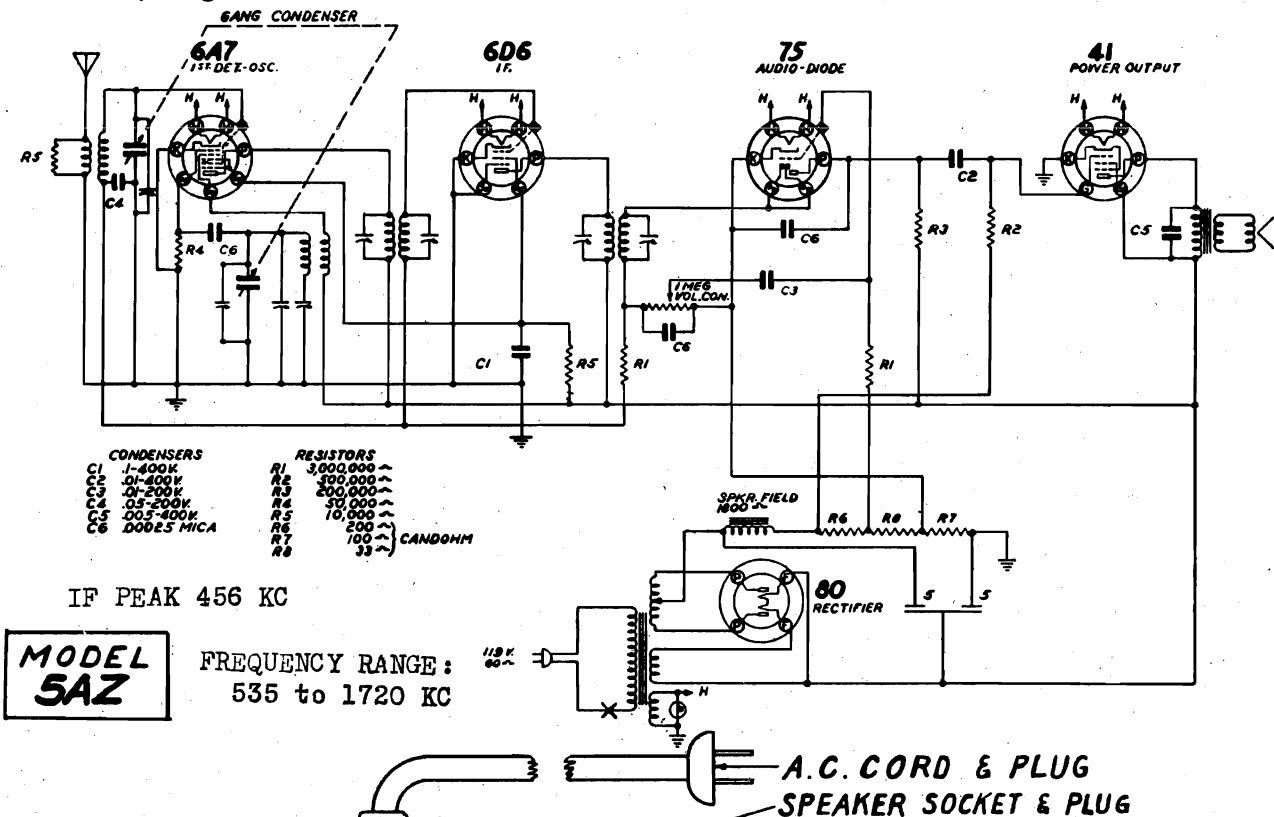 GANG CONDENSER
6A7
1ST DET.-OSC.
6D6
I.F.
75
AUDIO-DIODE
41
POWER OUTPUT
H H
H H
H H
H H
K
P
K
P
K
P
K
P
R5
C4
R4
C6
C6
C2
R3
R2
C5
1 MEG
VOL.CON.
C3
C6
C1
R5
R1
R1
CONDENSERS
C1 .1-400V.
C2 .01-400V.
C3 .01-200V.
C4 .05-200V.
C5 .005-400V.
C6 .00025 MICA
RESISTORS
R1 3,000,000 ~
R2 500,000 ~
R3 200,000 ~
R4 50,000 ~
R5 10,000 ~
R6 200 ~
R7 100 ~
R8 33 ~
CANDOHM
SPKR. FIELD
1800 ~
R6 R8 R7
P
F
P
F
80
RECTIFIER
5 5
IF PEAK 456 KC
MODEL
5AZ
FREQUENCY RANGE:
535 to 1720 KC
60~
H
P
A.C. CORD & PLUG
SPEAKER SOCKET & PLUG